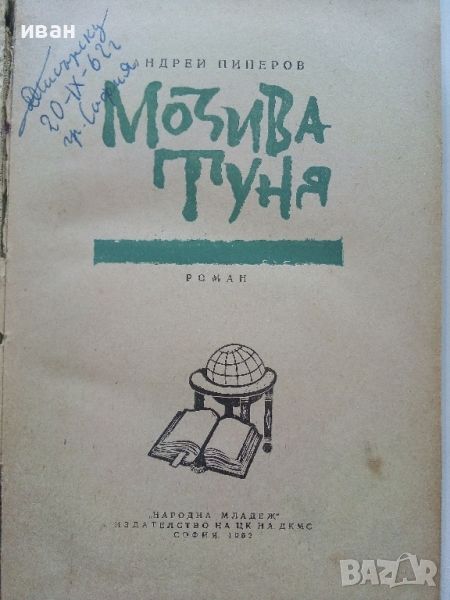 иван
20-IX-62г
гр. София
АНДРЕЙ ПИПЕРОВ
МОЗИВА
ТУНЯ
РОМАН
„НАРОДНА МЛАДЕЖ“
ИЗДАТЕЛСТВО НА ЦК НА ДКМС
СОФИЯ, 1962
BAZAR
bg